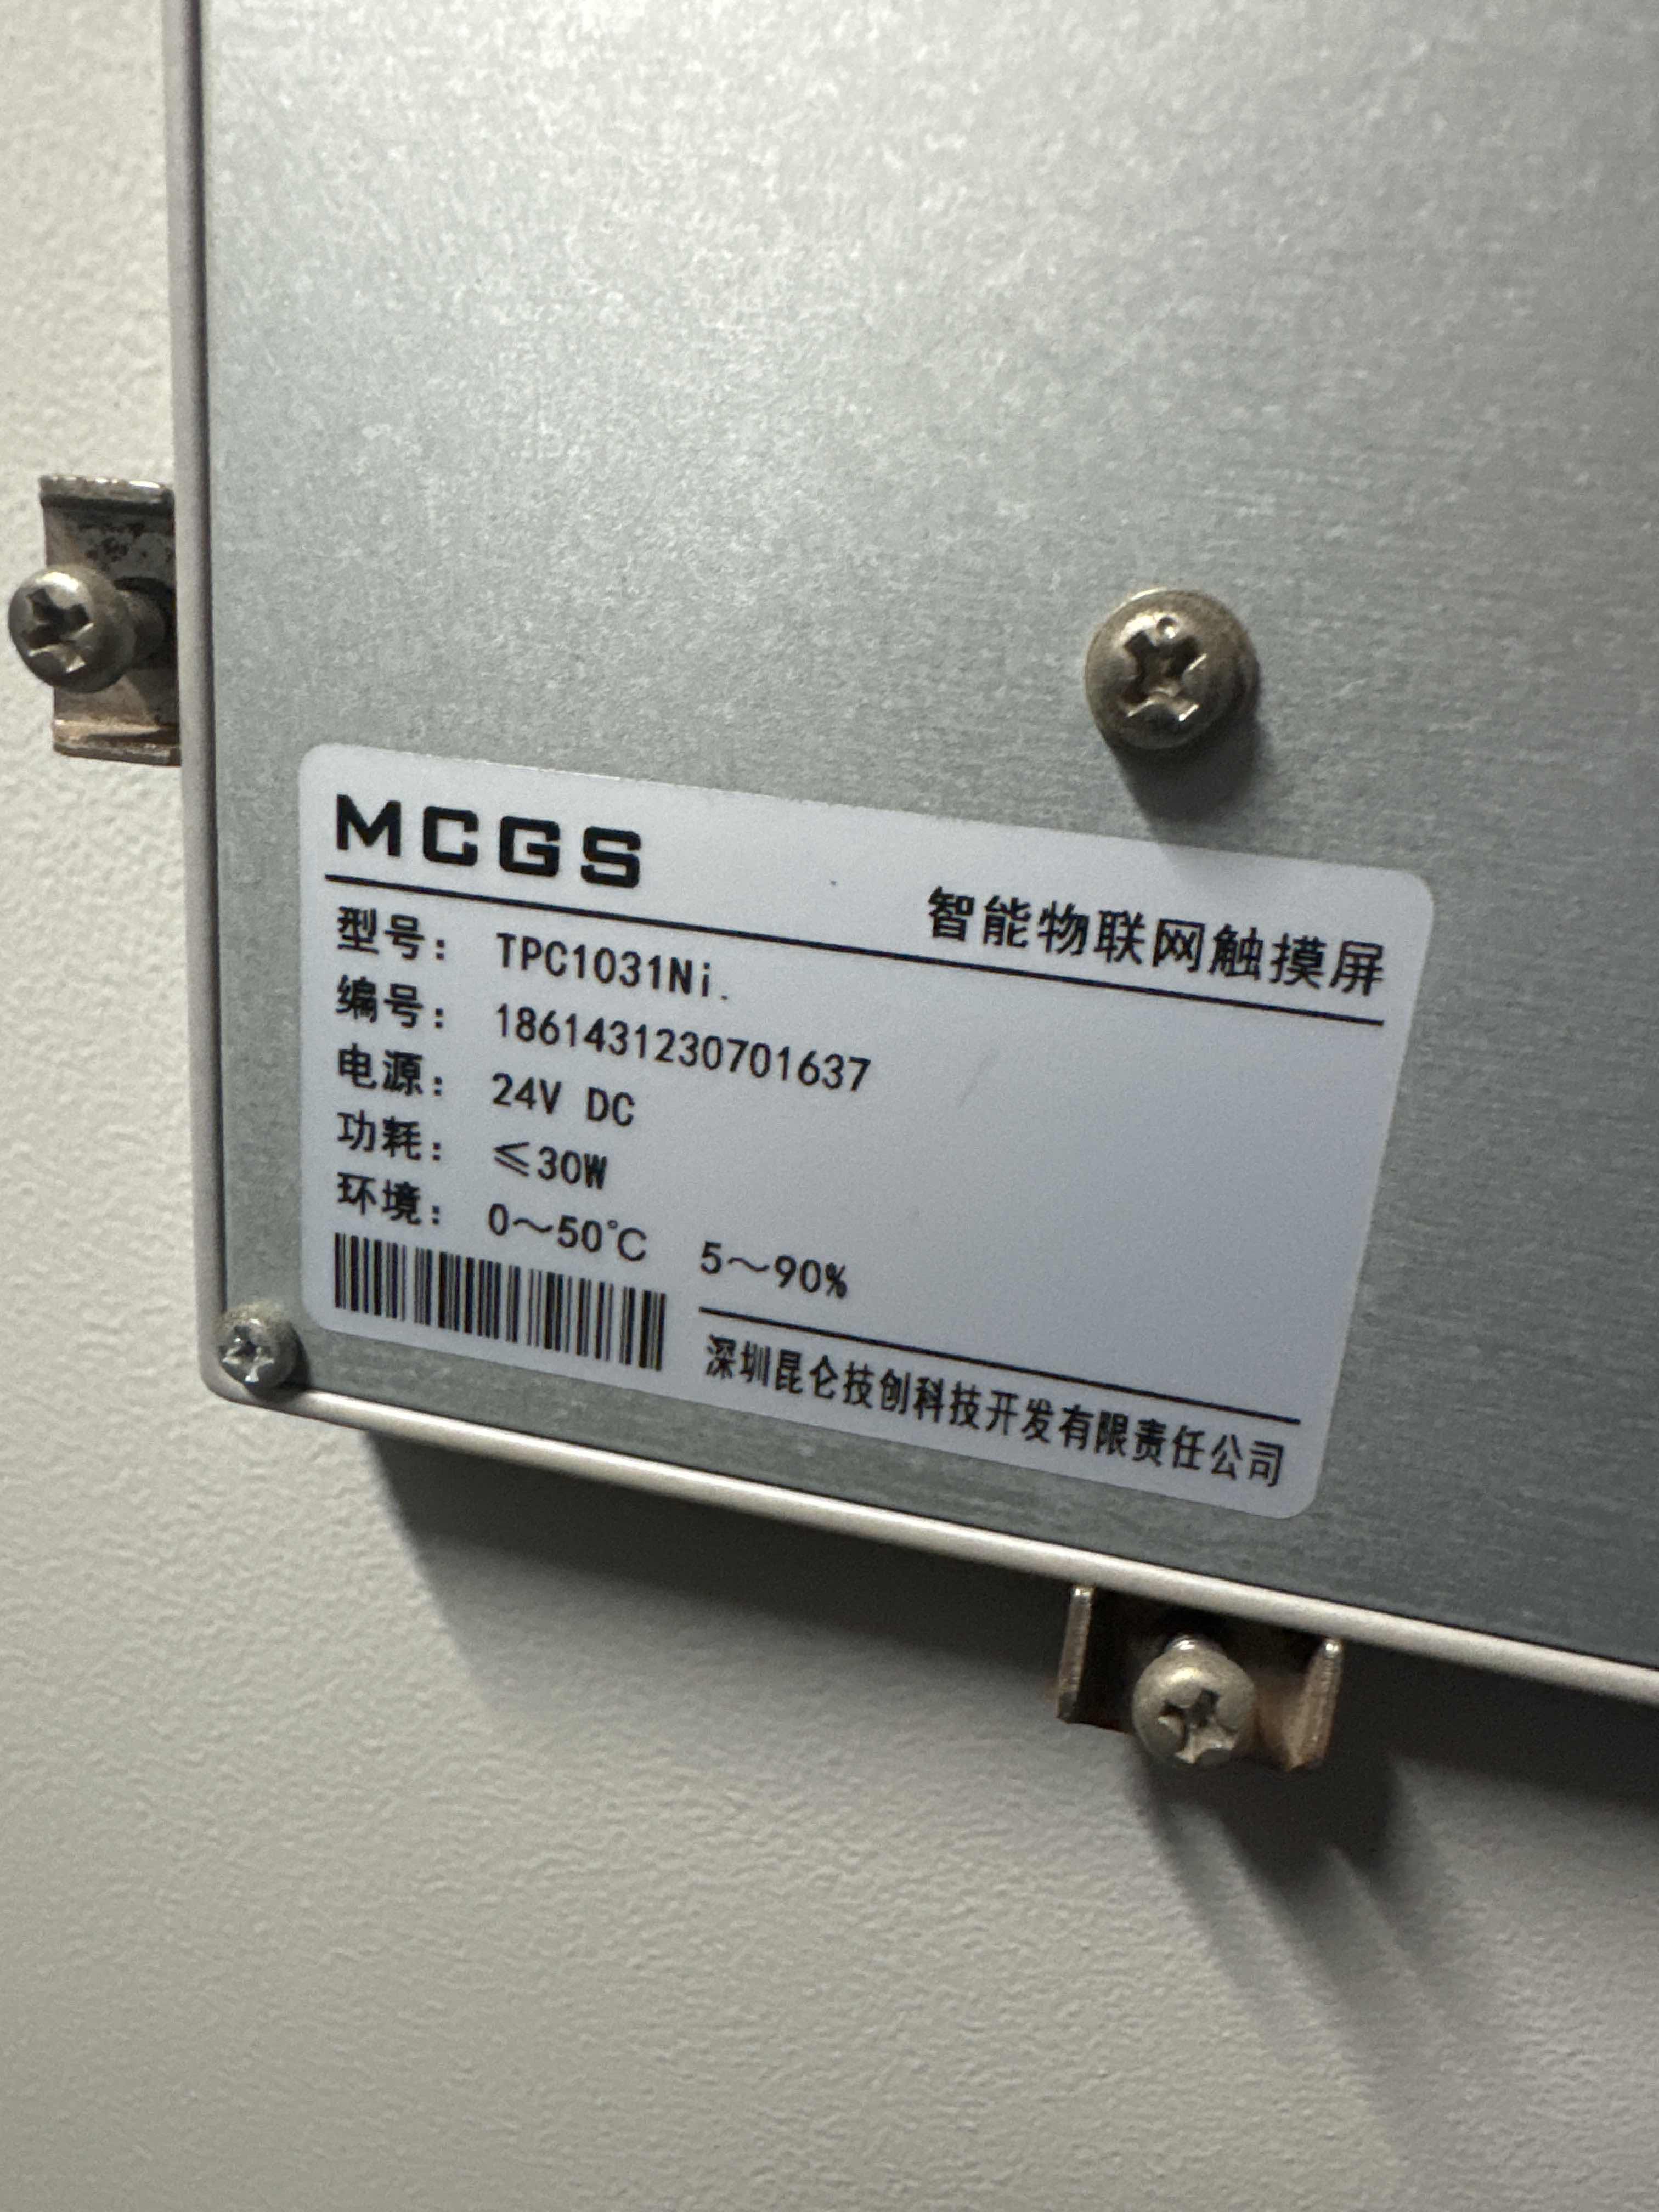 MCGS
智能物联网触摸屏
型号： TPC1031Ni.
编号： 1861431230701637
电源： 24V DC
功耗： ≤30W
环境： 0～50℃ 5～90%
深圳昆仑技创科技开发有限责任公司